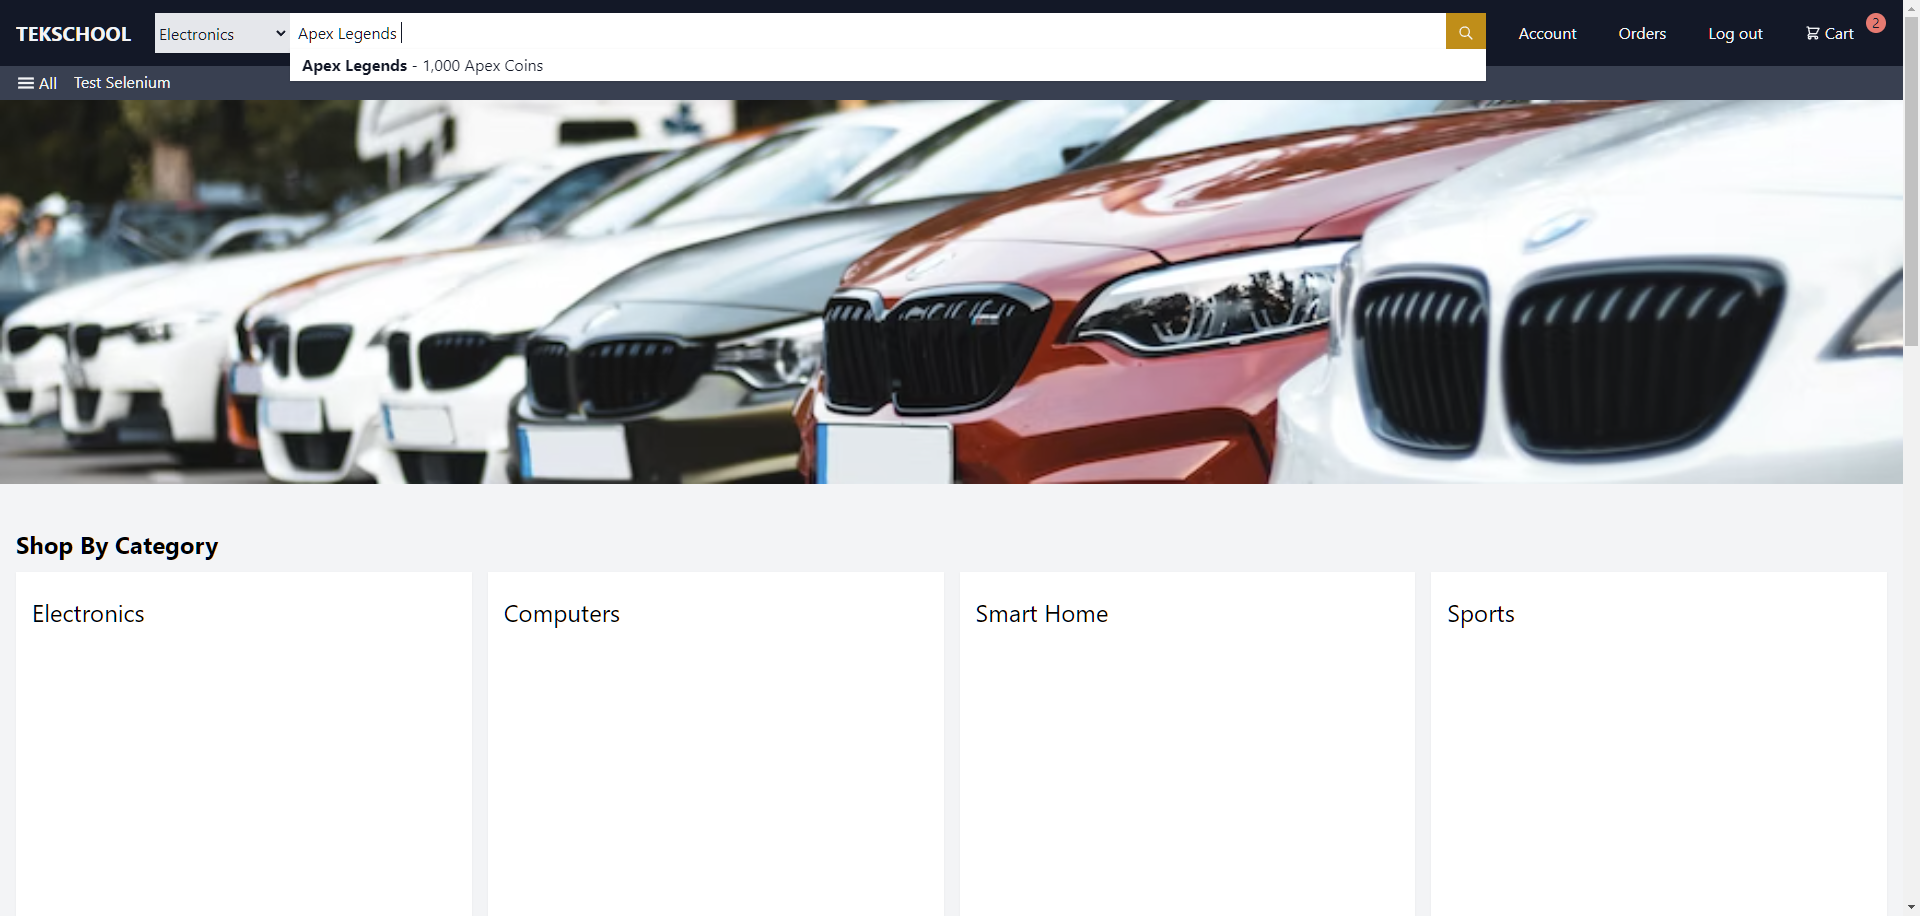 TEKSCHOOL
Electronics
Apex Legends
Account
Orders
Log out
Cart
2
Apex Legends - 1,000 Apex Coins
All
Test Selenium
Shop By Category
Electronics
Computers
Smart Home
Sports